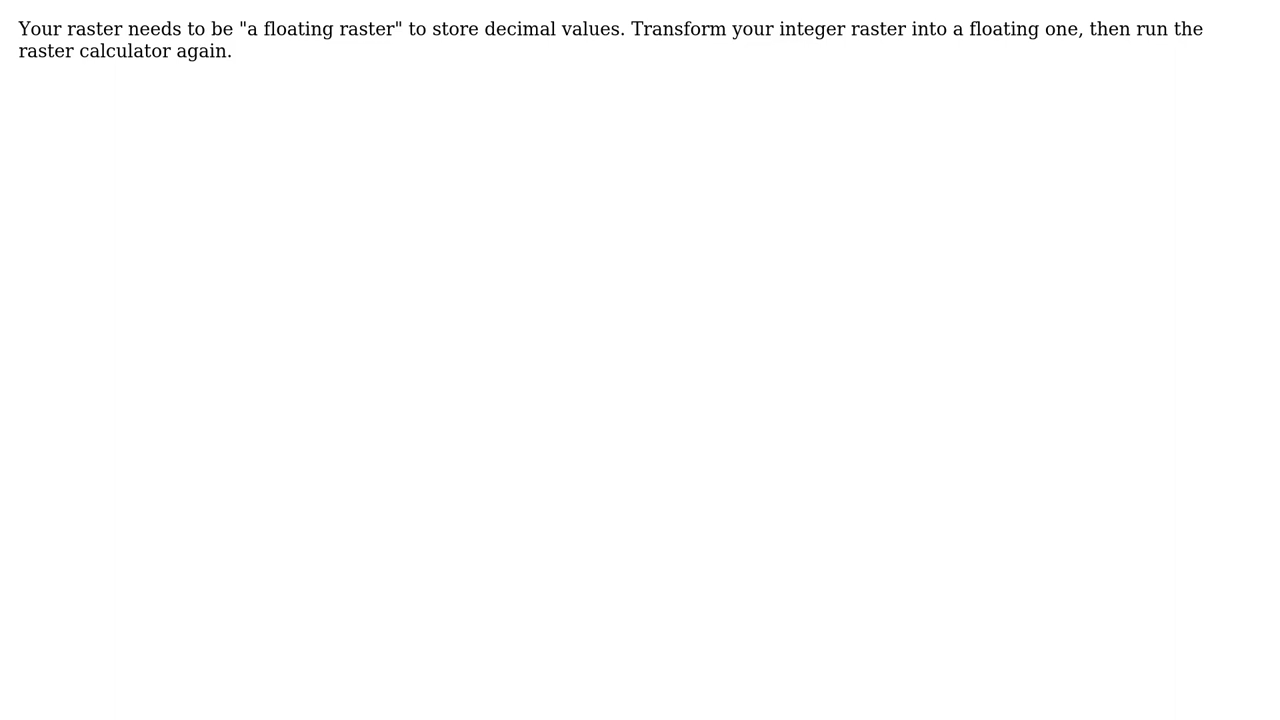 Your raster needs to be "a floating raster" to store decimal values. Transform your integer raster into a floating one, then run the
raster calculator again.